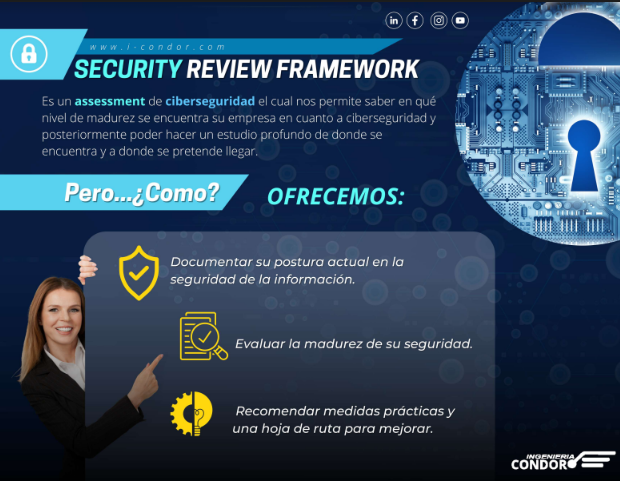 www.i-condor.com
SECURITY REVIEW FRAMEWORK
Es un assessment de ciberseguridad el cual nos permite saber en qué
nivel de madurez se encuentra su empresa en cuanto a ciberseguridad y
posteriormente poder hacer un estudio profundo de donde se
encuentra y a donde se pretende llegar.
Pero...¿Como?
OFRECEMOS:
Documentar su postura actual en la
seguridad de la información.
Evaluar la madurez de su seguridad.
Recomendar medidas prácticas y
una hoja de ruta para mejorar.
INGENIERIA
CONDOR